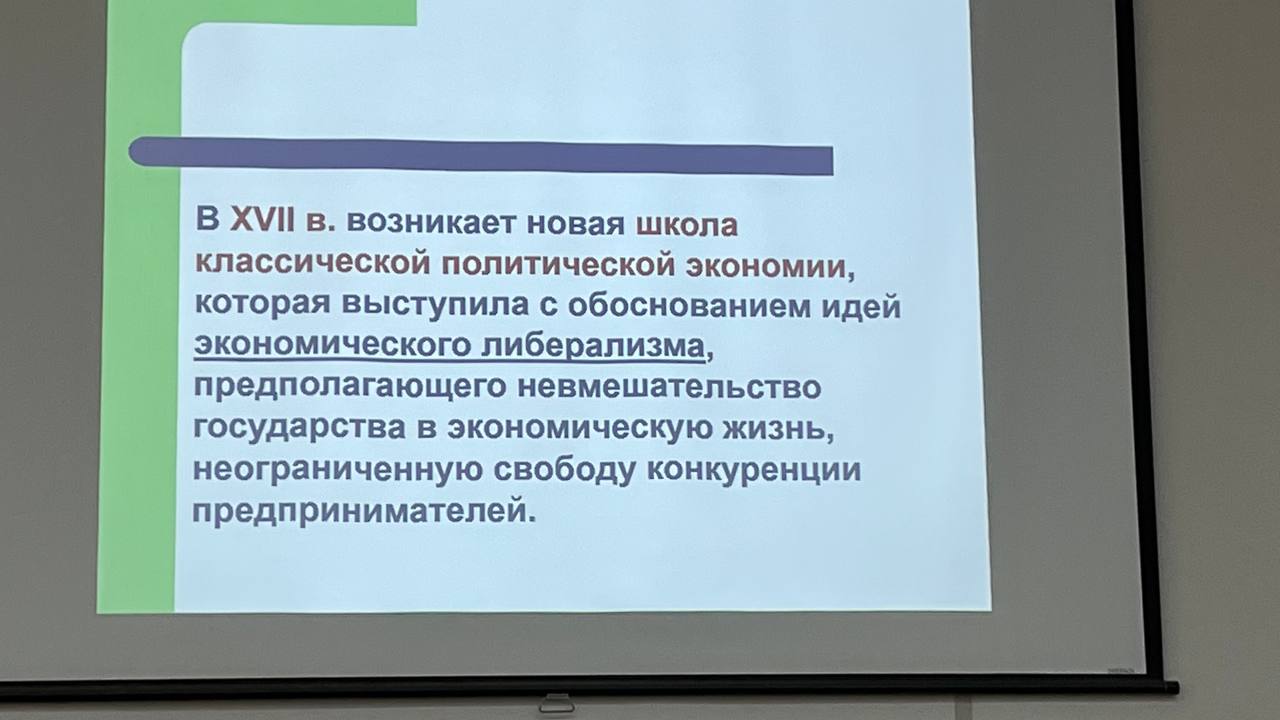 В XVII в. возникает новая школа
классической политической экономии,
которая выступила с обоснованием идей
экономического либерализма,
предполагающего невмешательство
государства в экономическую жизнь,
неограниченную свободу конкуренции
предпринимателей.